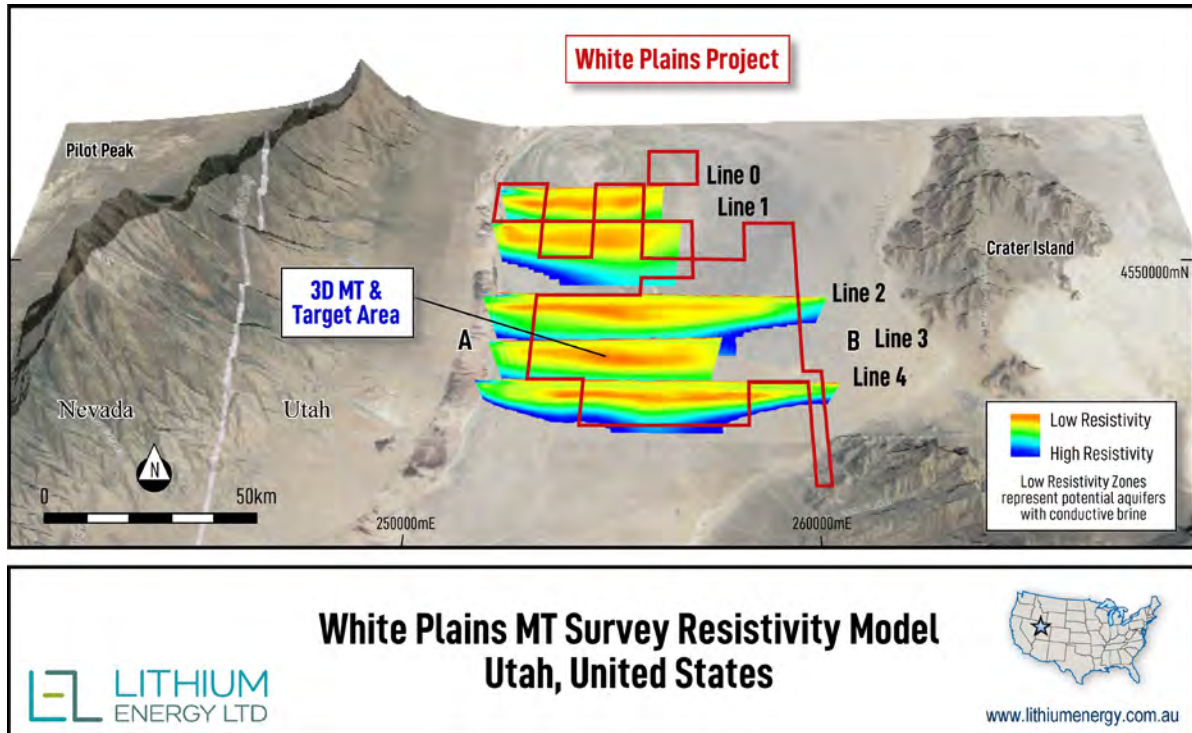 White Plains Project
Pilot Peak
Line 0
Line 1
Crater Island
4550000mN
3D MT &
Target Area
Line 2
A
B
Line 3
Line 4
Nevada
Utah
N
0
50km
250000mE
260000mE
Low Resistivity
High Resistivity
Low Resistivity Zones
represent potential aquifers
with conductive brine
White Plains MT Survey Resistivity Model
Utah, United States
LEL
LITHIUM
ENERGY LTD
www.lithiumenergy.com.au